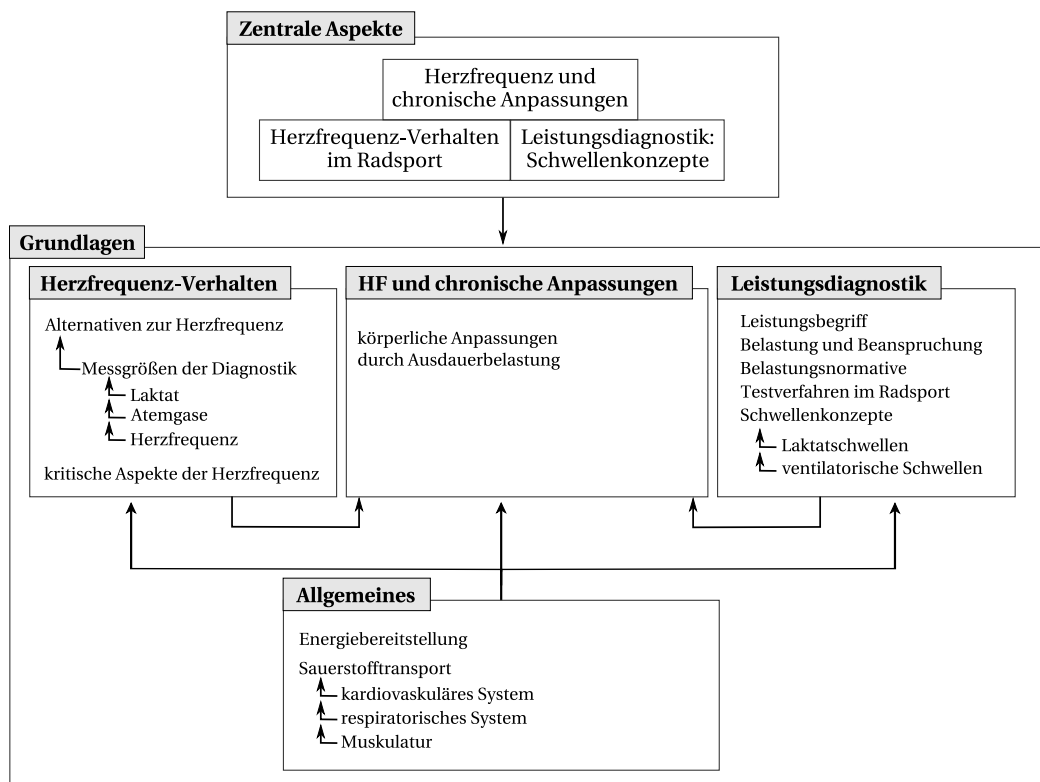 Zentrale Aspekte
Herzfrequenz und
chronische Anpassungen
Herzfrequenz-Verhalten
im Radsport
Leistungsdiagnostik:
Schwellenkonzepte
Grundlagen
Herzfrequenz-Verhalten
Alternativen zur Herzfrequenz
Messgrößen der Diagnostik
Laktat
Atemgase
Herzfrequenz
kritische Aspekte der Herzfrequenz
HF und chronische Anpassungen
körperliche Anpassungen
durch Ausdauerbelastung
Leistungsdiagnostik
Leistungsbegriff
Belastung und Beanspruchung
Belastungsnormative
Testverfahren im Radsport
Schwellenkonzepte
Laktatschwellen
ventilatorische Schwellen
Allgemeines
Energiebereitstellung
Sauerstofftransport
kardiovaskuläres System
respiratorisches System
Muskulatur